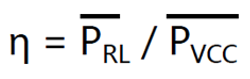 η = P̅RL / P̅VCC